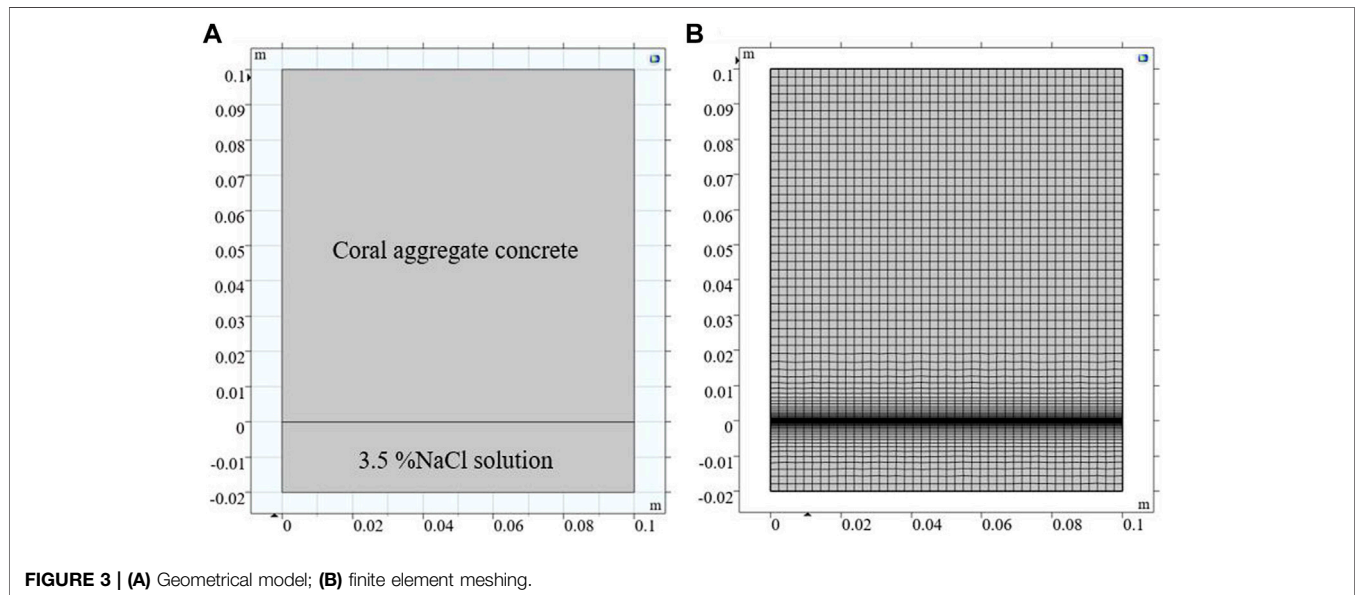 A
B
m
0.1
0.09
0.08
0.07
0.06
0.05
0.04
0.03
0.02
0.01
0
-0.01
-0.02
Coral aggregate concrete
3.5 %NaCl solution
m
0 0.02 0.04 0.06 0.08 0.1
m
0.1
0.09
0.08
0.07
0.06
0.05
0.04
0.03
0.02
0.01
0
-0.01
-0.02
m
0 0.02 0.04 0.06 0.08 0.1
FIGURE 3 | (A) Geometrical model; (B) finite element meshing.